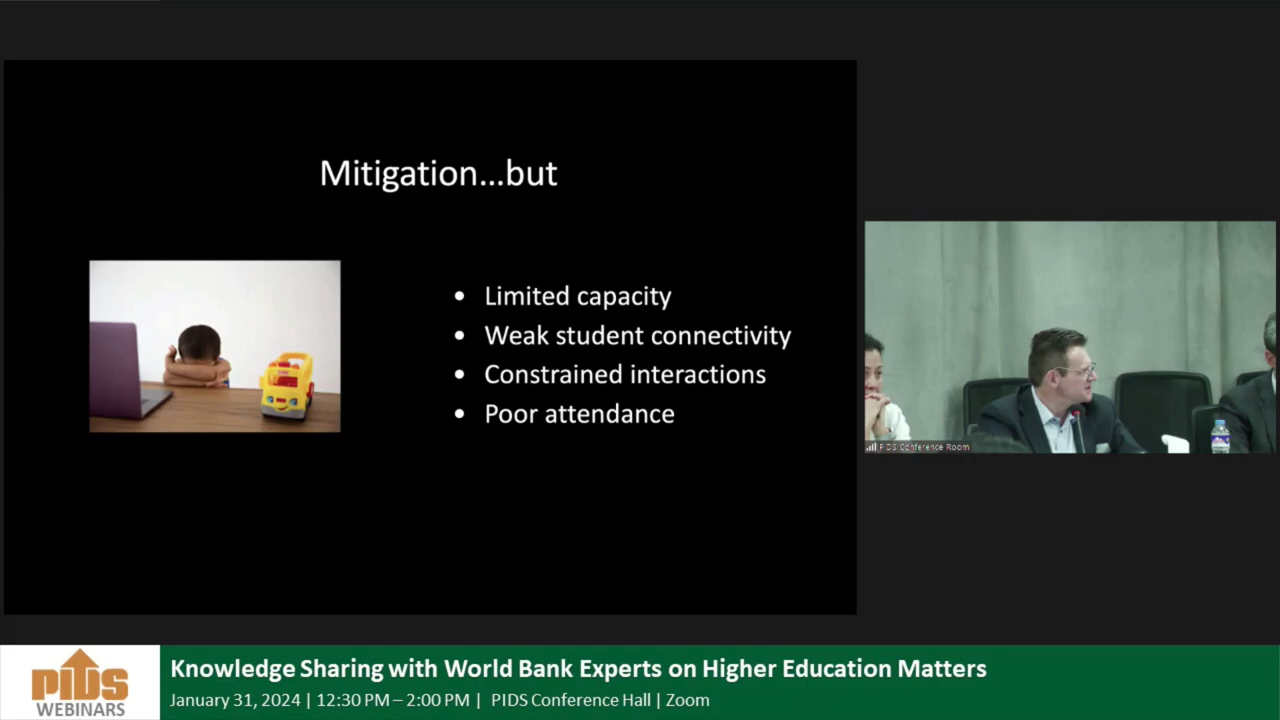 Mitigation...but
• Limited capacity
• Weak student connectivity
• Constrained interactions
• Poor attendance
PIDS Conference Room
PIDS
WEBINARS
Knowledge Sharing with World Bank Experts on Higher Education Matters
January 31, 2024 | 12:30 PM – 2:00 PM | PIDS Conference Hall | Zoom